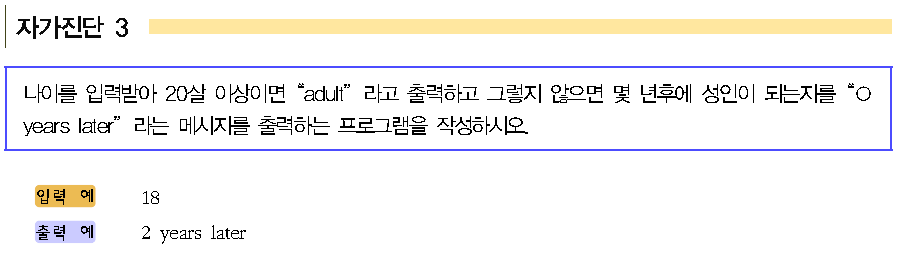 자가진단 3
나이를 입력받아 20살 이상이면 “adult” 라고 출력하고 그렇지 않으면 몇 년후에 성인이 되는지를 “○
years later” 라는 메시지를 출력하는 프로그램을 작성하시오.
입력 예 18
출력 예 2 years later